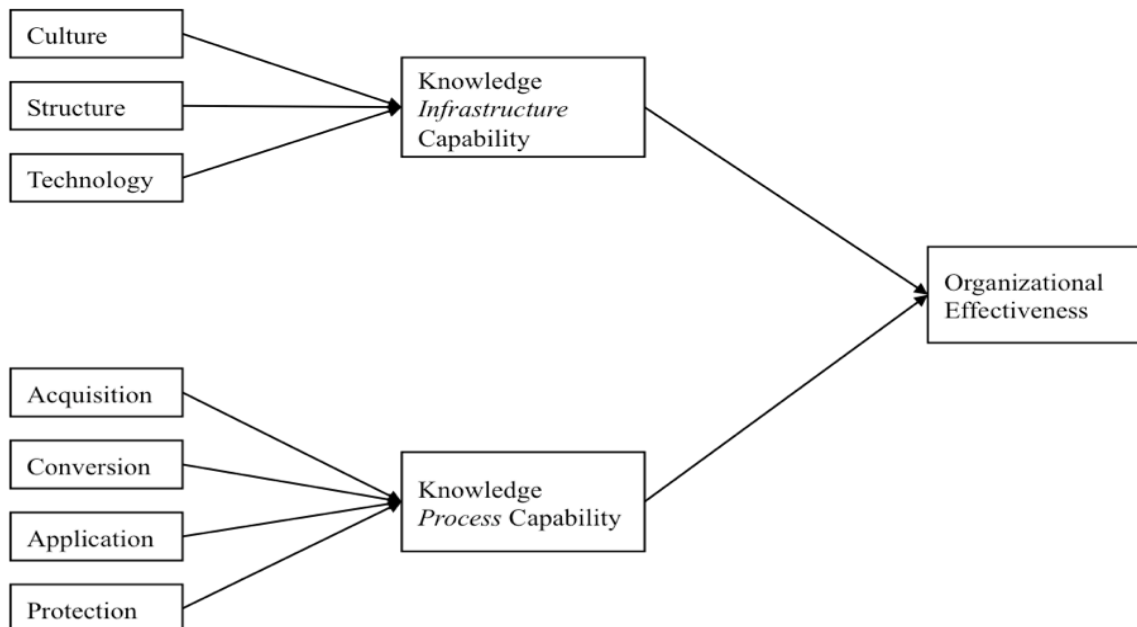 Culture
Structure
Technology
Knowledge
Infrastructure
Capability
Organizational
Effectiveness
Acquisition
Conversion
Application
Protection
Knowledge
Process Capability